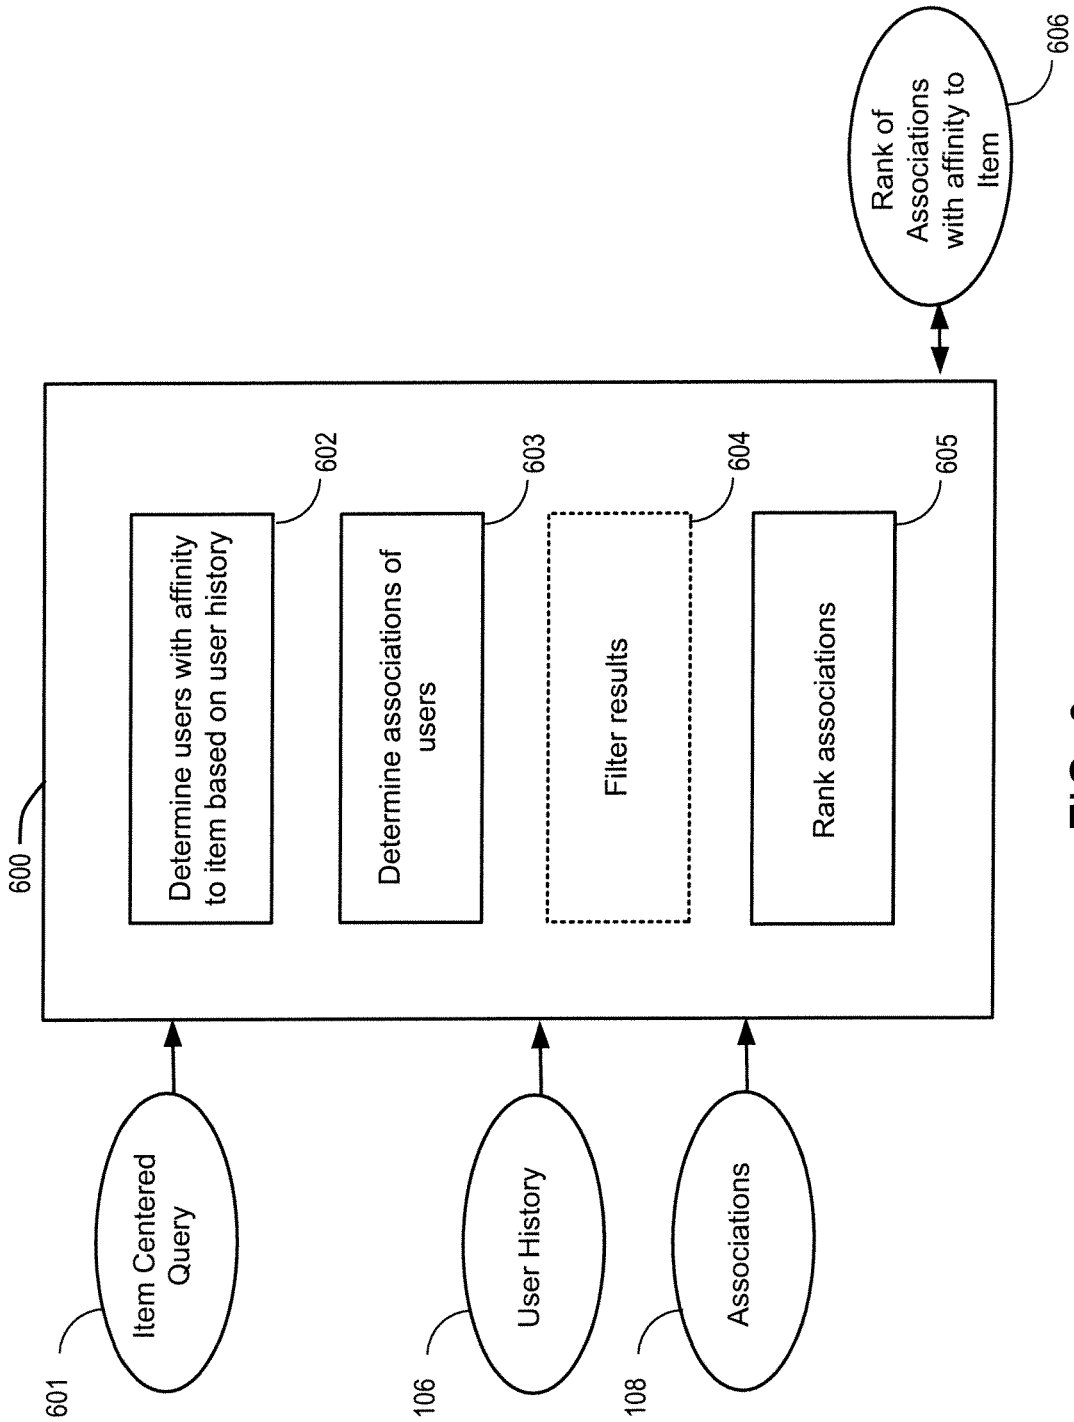 600
601
Item Centered
Query
106
User History
108
Associations
Determine users with affinity
to item based on user history
602
Determine associations of
users
603
Filter results
604
Rank associations
605
Rank of
Associations
with affinity to
Item
606